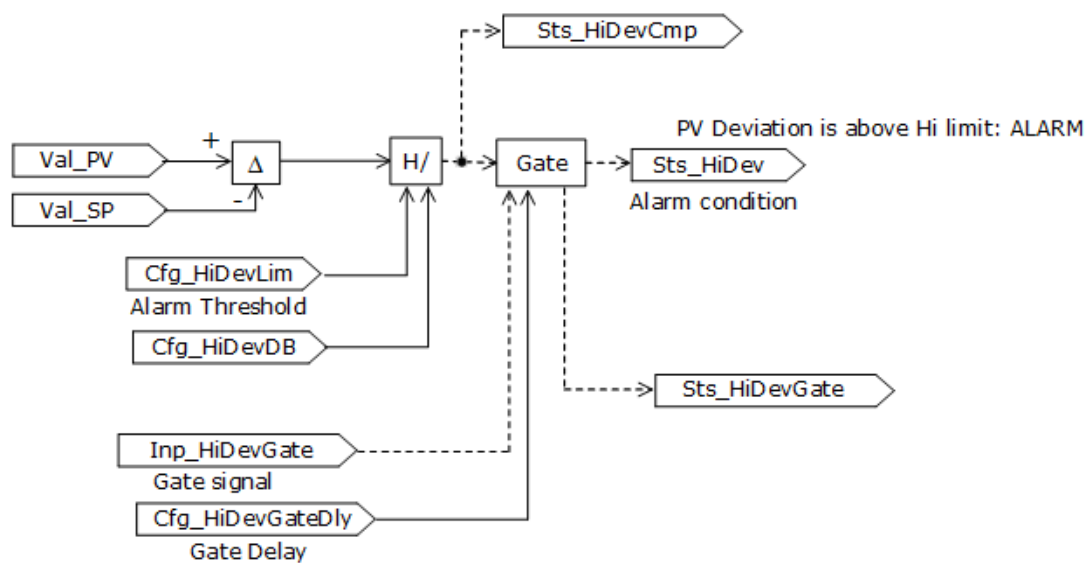 Sts_HiDevCmp
PV Deviation is above Hi limit: ALARM
+
Val_PV
Δ
H/
Gate
Sts_HiDev
-
Val_SP
Alarm condition
Cfg_HiDevLim
Alarm Threshold
Cfg_HiDevDB
Sts_HiDevGate
Inp_HiDevGate
Gate signal
Cfg_HiDevGateDly
Gate Delay